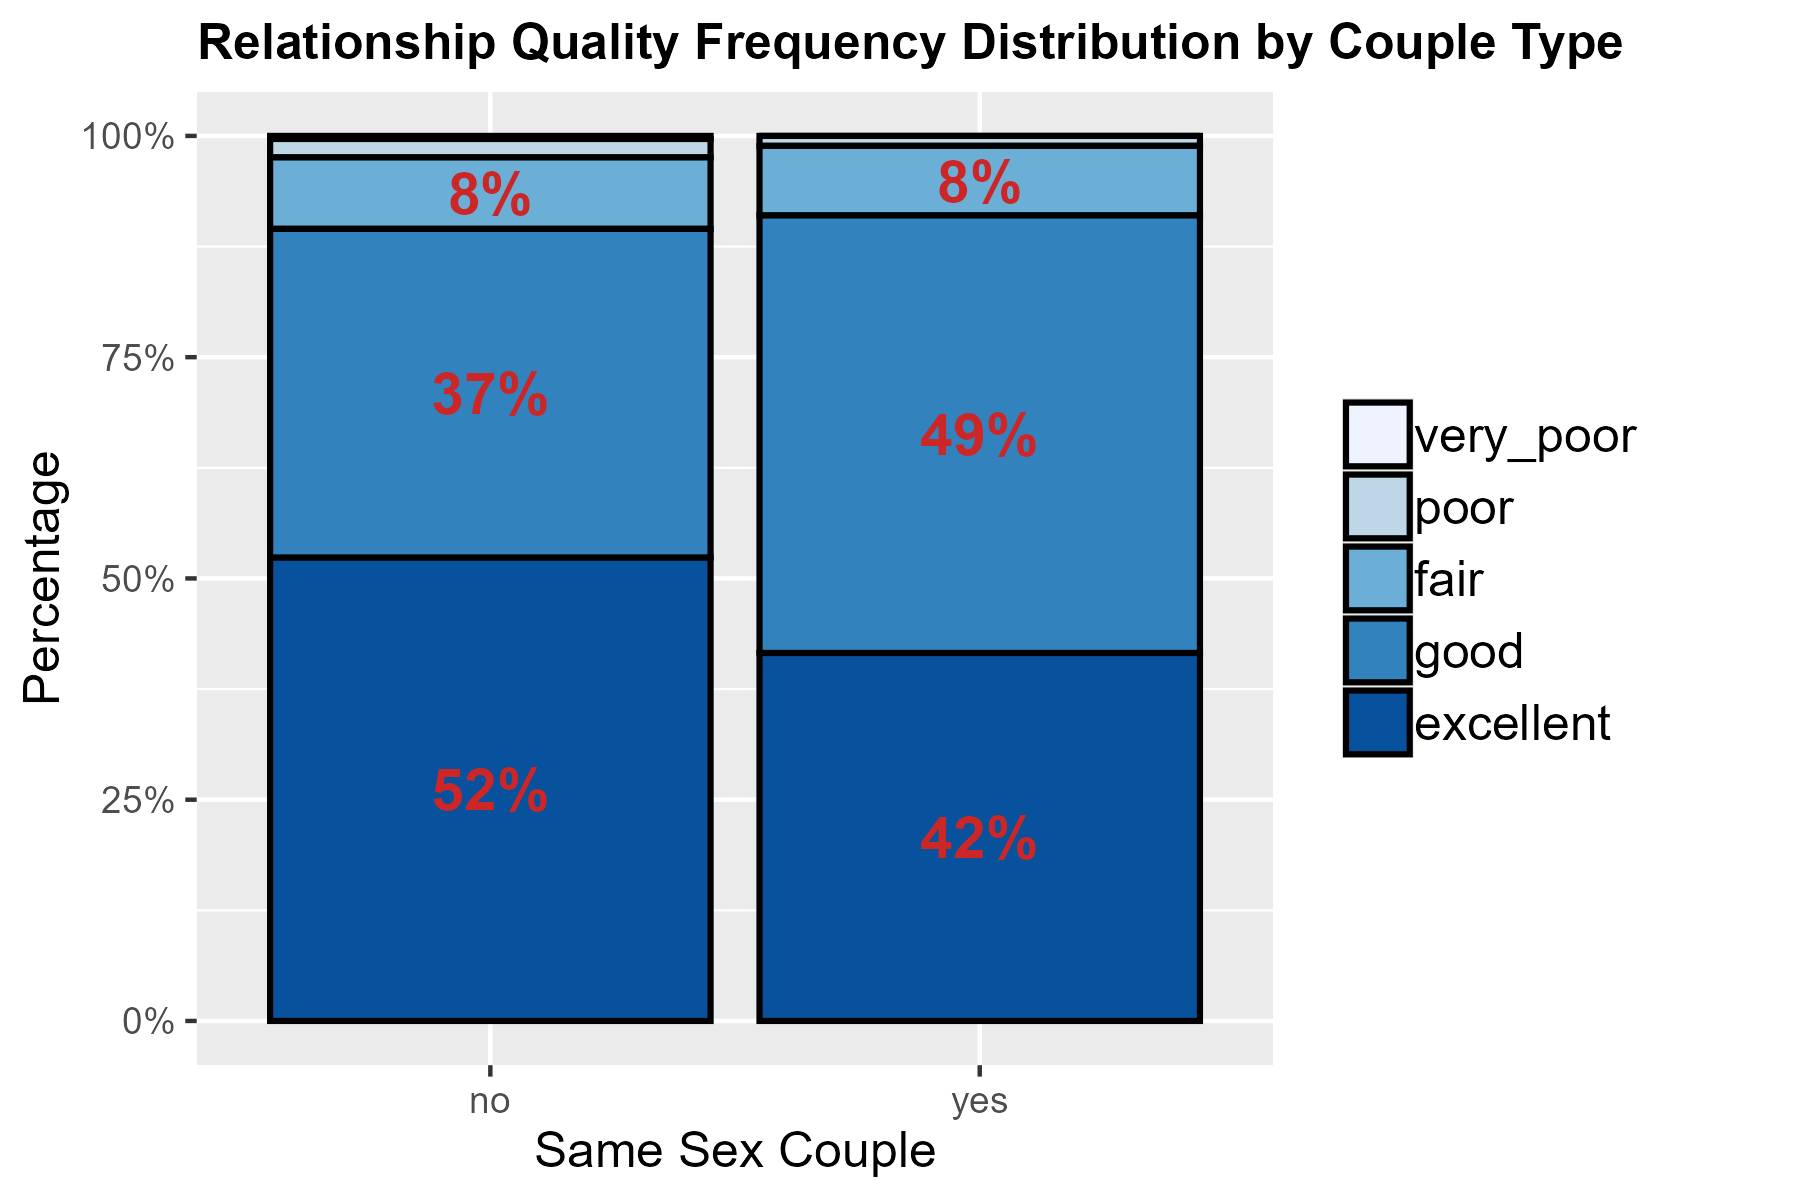 Relationship Quality Frequency Distribution by Couple Type
Percentage
100%
75%
50%
25%
0%
8%
37%
52%
8%
49%
42%
no
yes
Same Sex Couple
very_poor
poor
fair
good
excellent